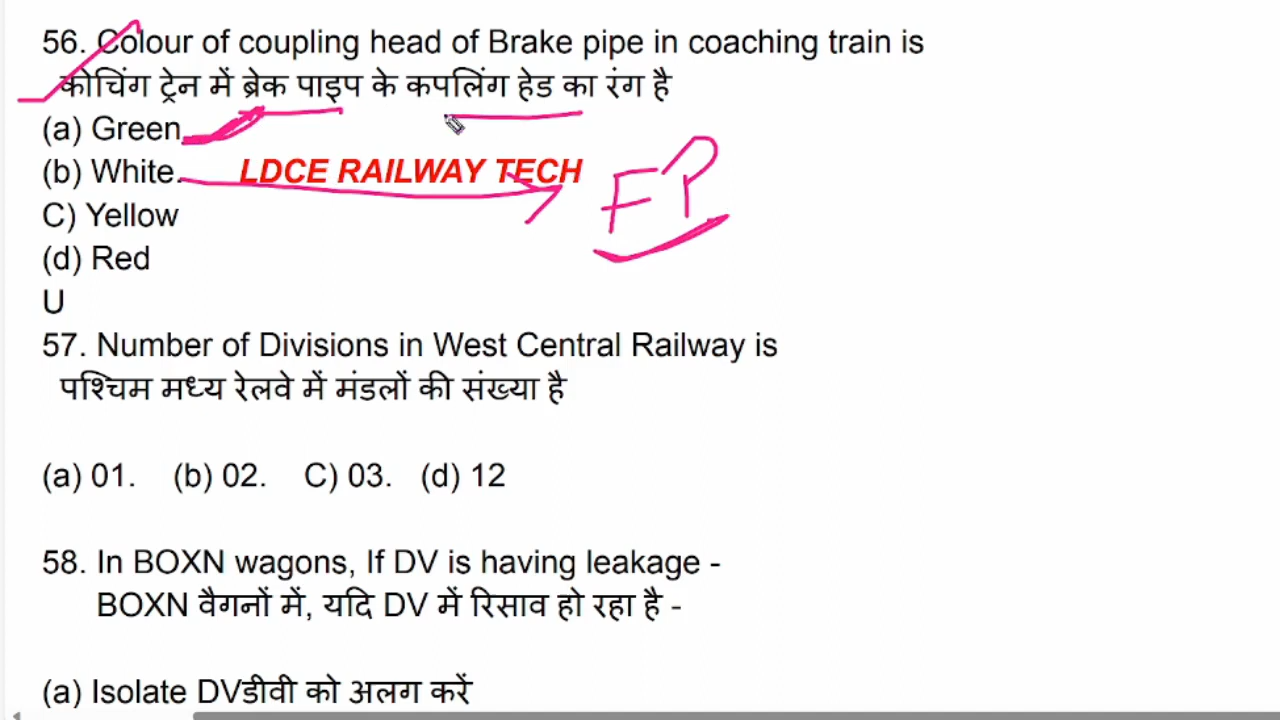 56. Colour of coupling head of Brake pipe in coaching train is
कोचिंग ट्रेन में ब्रेक पाइप के कपलिंग हेड का रंग है
(a) Green.
(b) White. LDCE RAILWAY TECH FP
C) Yellow
(d) Red
U
57. Number of Divisions in West Central Railway is
पश्चिम मध्य रेलवे में मंडलों की संख्या है
(a) 01. (b) 02. C) 03. (d) 12
58. In BOXN wagons, If DV is having leakage -
BOXN वैगनों में, यदि DV में रिसाव हो रहा है -
(a) Isolate DVडीवी को अलग करें